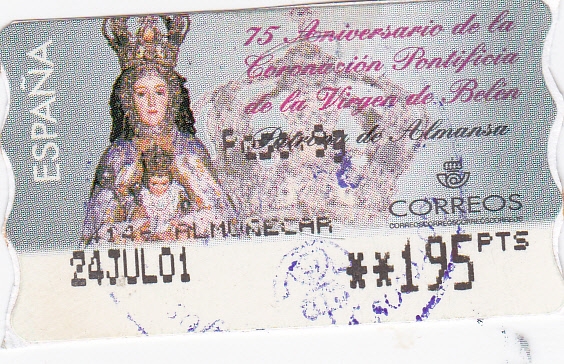 ESPAÑA
75 Aniversario de la
Coronación Pontificia
de la Virgen de Belén
Patrona de Almansa
CORREOS
ALMUÑECAR
24JUL01
**195 PTS